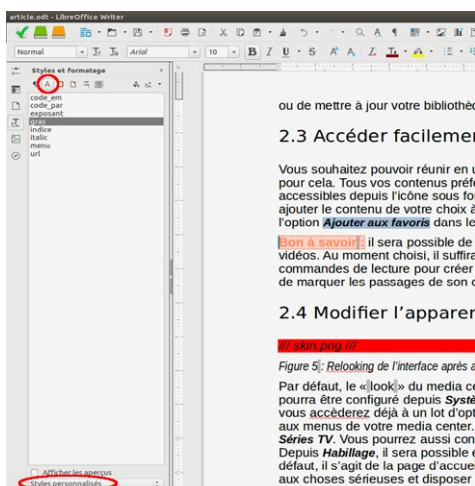 article.odt - LibreOffice Writer
Normal
Arial
10
Styles et formatage
code_em
code_par
exposant
gras
indice
italic
menu
url
Afficher les aperçus
Styles personnalisés
ou de mettre à jour votre bibliothè
2.3 Accéder facilemer
Vous souhaitez pouvoir réunir en u
pour cela. Tous vos contenus préfé
accessibles depuis l'icône sous fo
ajouter le contenu de votre choix à
l'option Ajouter aux favoris dans le
Bon à savoir : il sera possible de
vidéos. Au moment choisi, il suffira
commandes de lecture pour créer
de marquer les passages de son c
2.4 Modifier l'apparer
/// skin.png ///
Figure 5 : Relooking de l'interface après a
Par défaut, le « look » du media ce
pourra être configuré depuis Systè
vous accèderez déjà à un lot d'opt
aux menus de votre media center.
Séries TV. Vous pourrez aussi con
Depuis Habillage, il sera possible e
défaut, il s'agit de la page d'accue
aux choses sérieuses et disposer